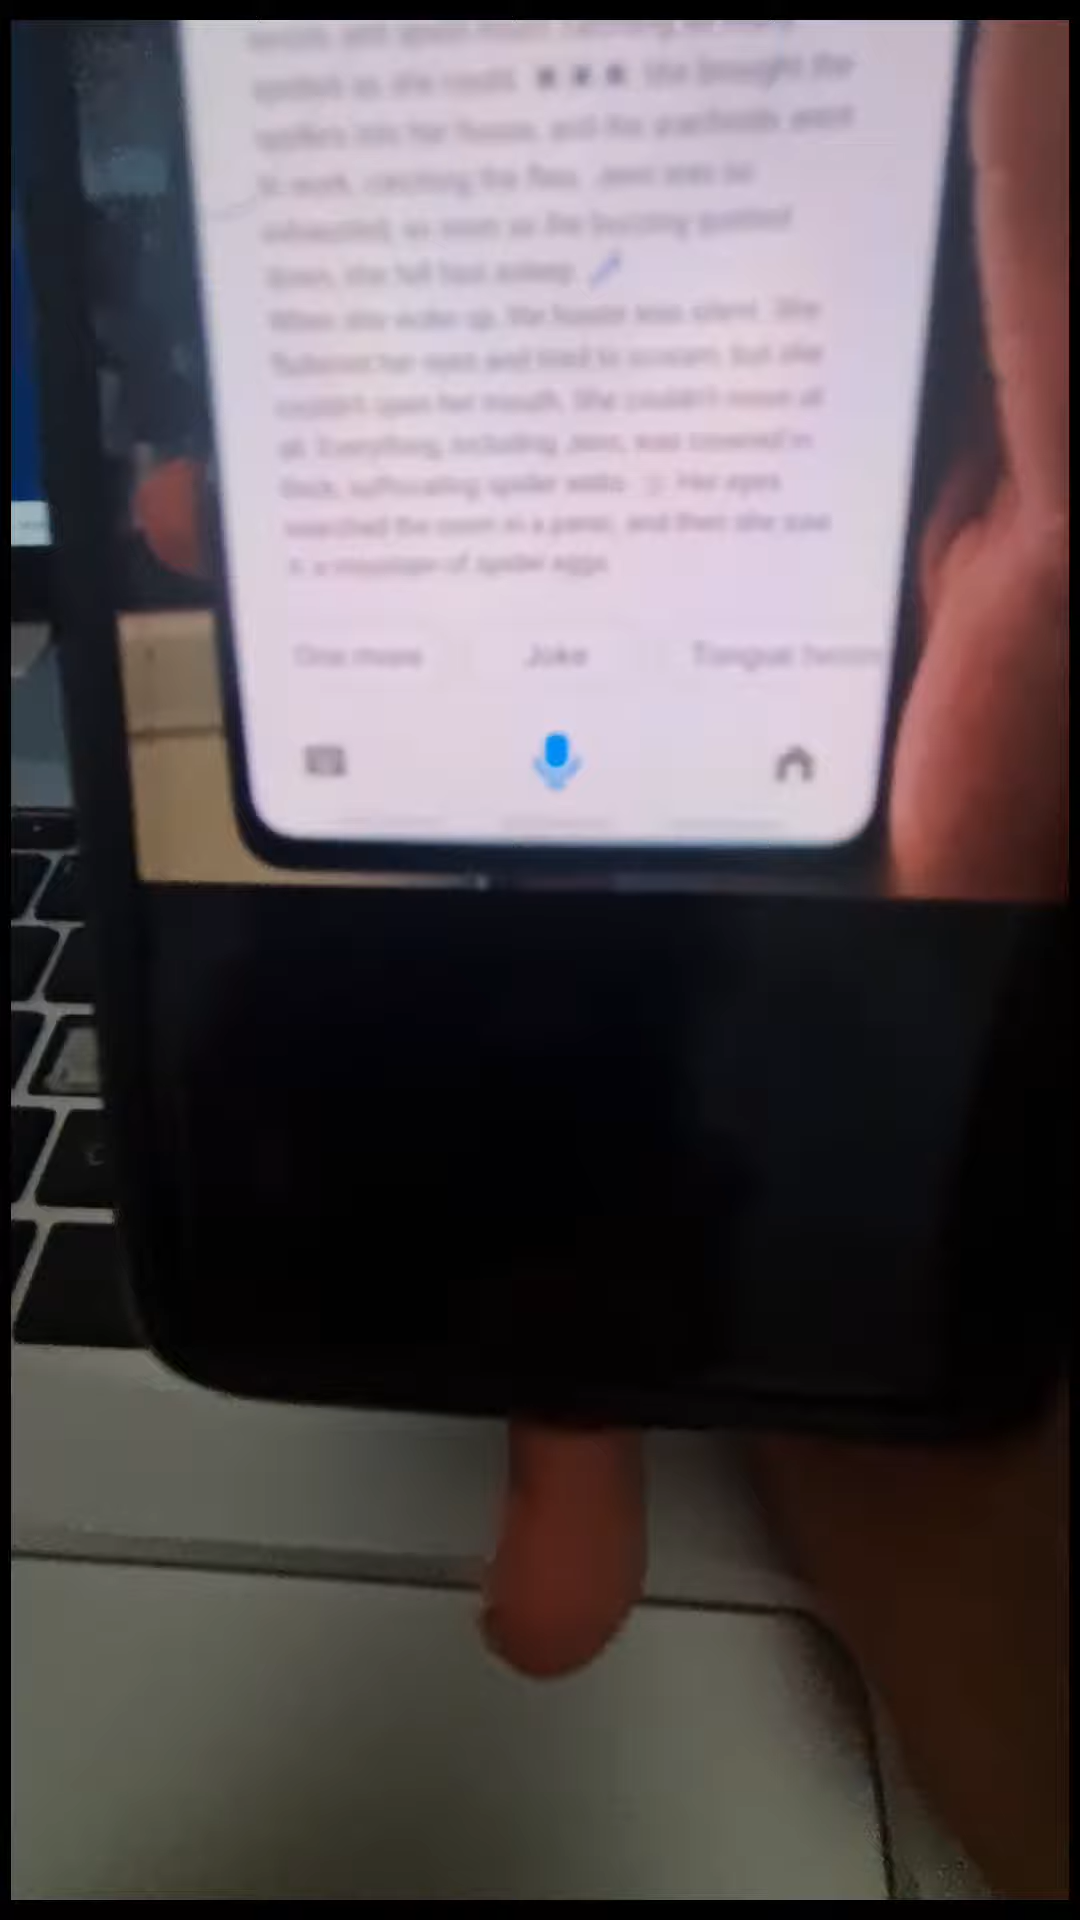 spiders as she could. She brought the
spiders into her house, and the arachnids went
to work, catching the flies. Jenn was so
exhausted, as soon as the buzzing quieted
down, she fell fast asleep.
When she woke up, the house was silent. She
her eyes and tried to scream, but she
couldn't open her mouth. She couldn't move at
all. Everything, including Jenn, was covered in
thick, suffocating spider webs. Her eyes
searched the room in a panic, and then she saw
it: a mountain of spider eggs.
One more
Joke
Tongue